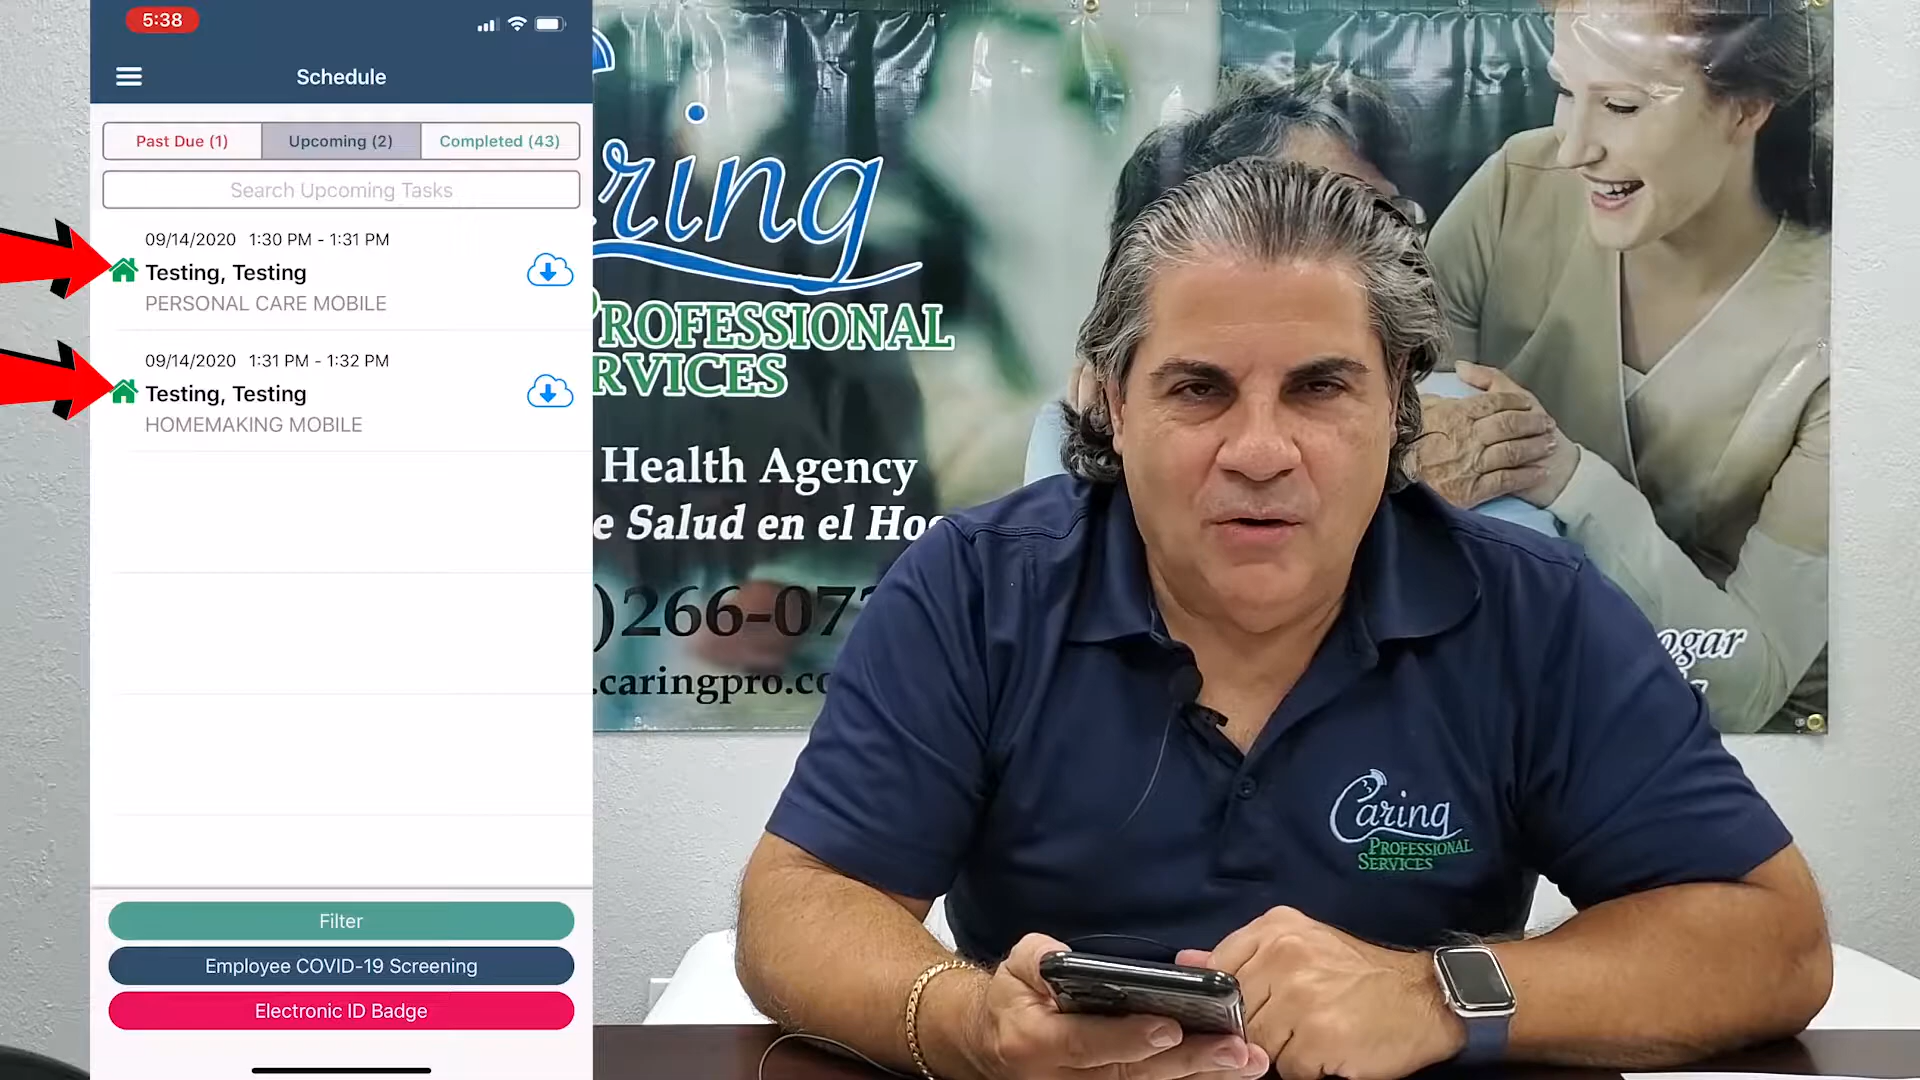 5:38
Schedule
Past Due (1)
Upcoming (2)
Completed (43)
Search Upcoming Tasks
09/14/2020 1:30 PM - 1:31 PM
Testing, Testing
PERSONAL CARE MOBILE
09/14/2020 1:31 PM - 1:32 PM
Testing, Testing
HOMEMAKING MOBILE
Filter
Employee COVID-19 Screening
Electronic ID Badge
aring
ROFESSIONAL
RVICES
Health Agency
e Salud en el Ho
)266-07
.caringpro.co
ogar
Caring
PROFESSIONAL
SERVICES